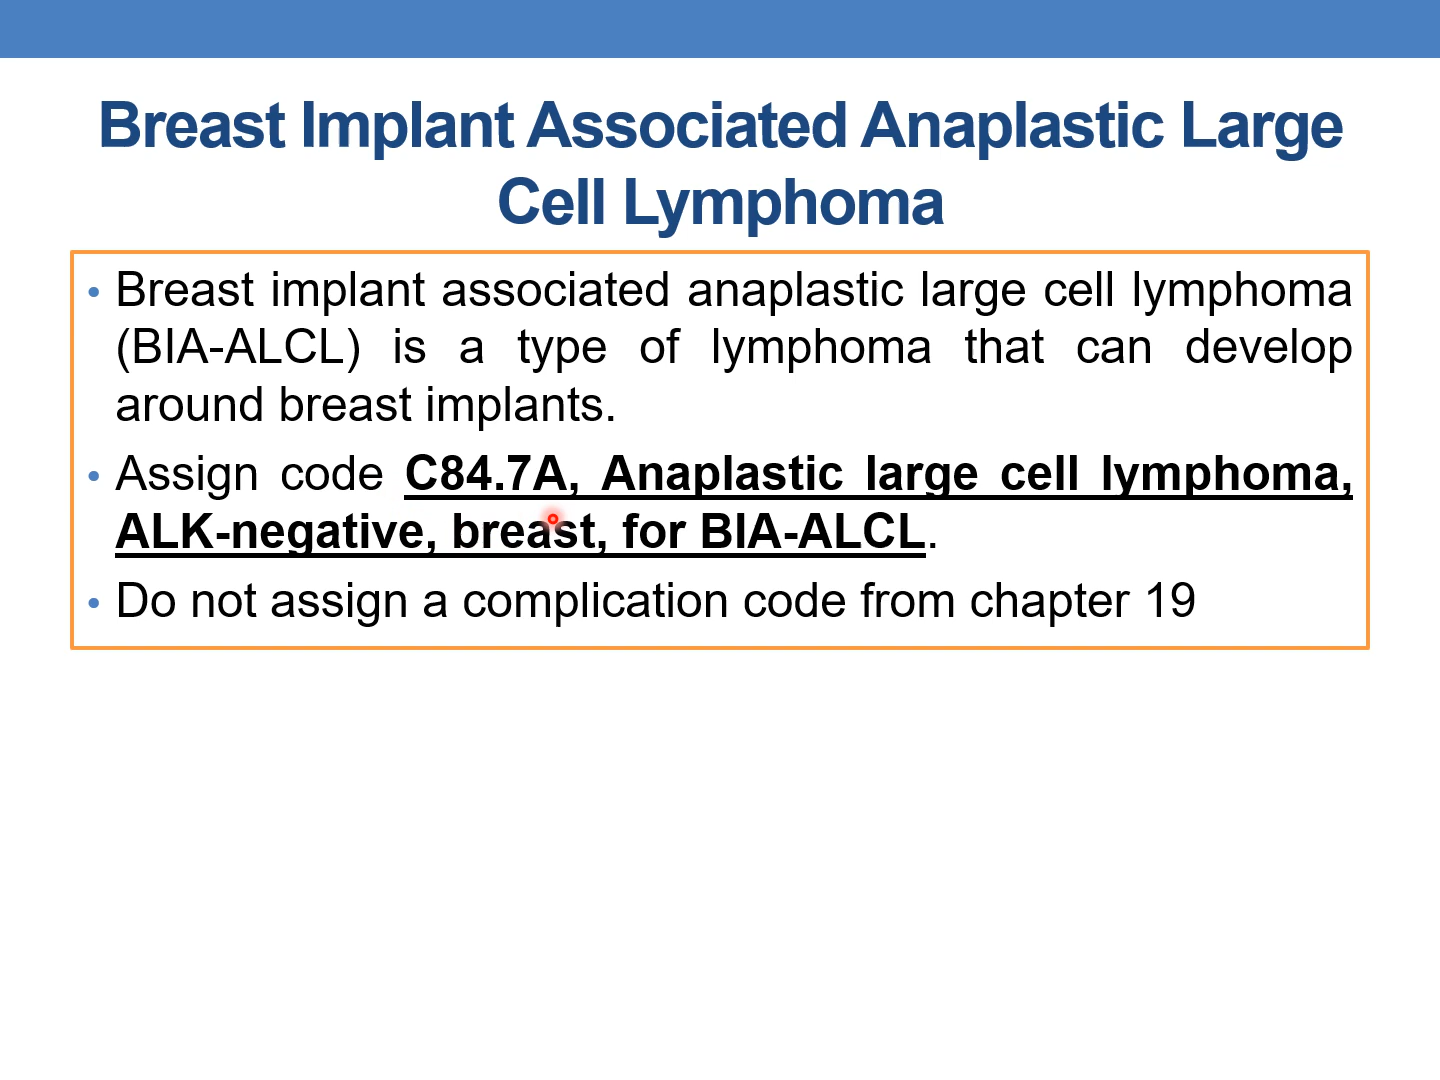 Breast Implant Associated Anaplastic Large
Cell Lymphoma
• Breast implant associated anaplastic large cell lymphoma
(BIA-ALCL) is a type of lymphoma that can develop
around breast implants.
• Assign code C84.7A, Anaplastic large cell lymphoma,
ALK-negative, breast, for BIA-ALCL.
• Do not assign a complication code from chapter 19